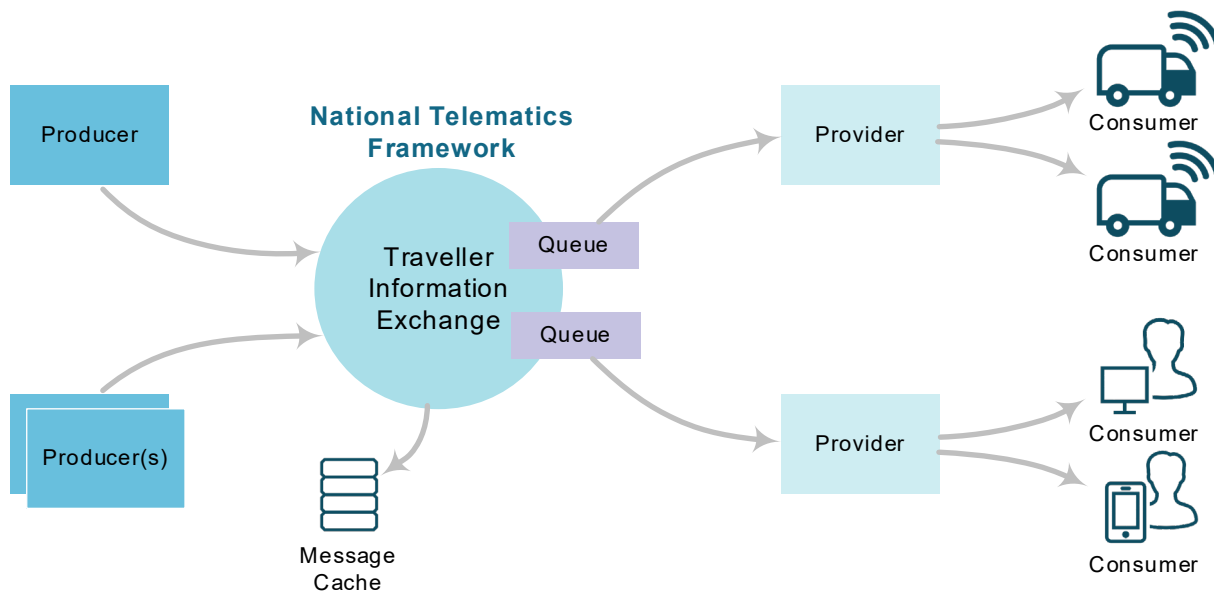 Producer
National Telematics
Framework
Traveller
Information
Exchange
Queue
Queue
Provider
Consumer
Consumer
Producer(s)
Message
Cache
Provider
Consumer
Consumer